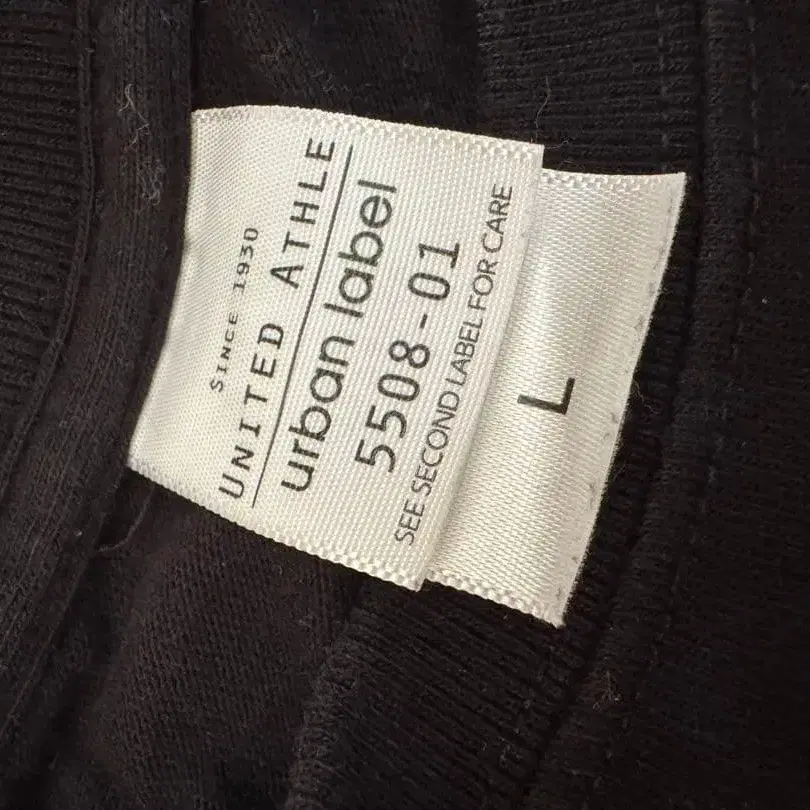 SINCE 1930
UNITED ATHLE
urban label
5508-01
SEE SECOND LABEL FOR CARE
L